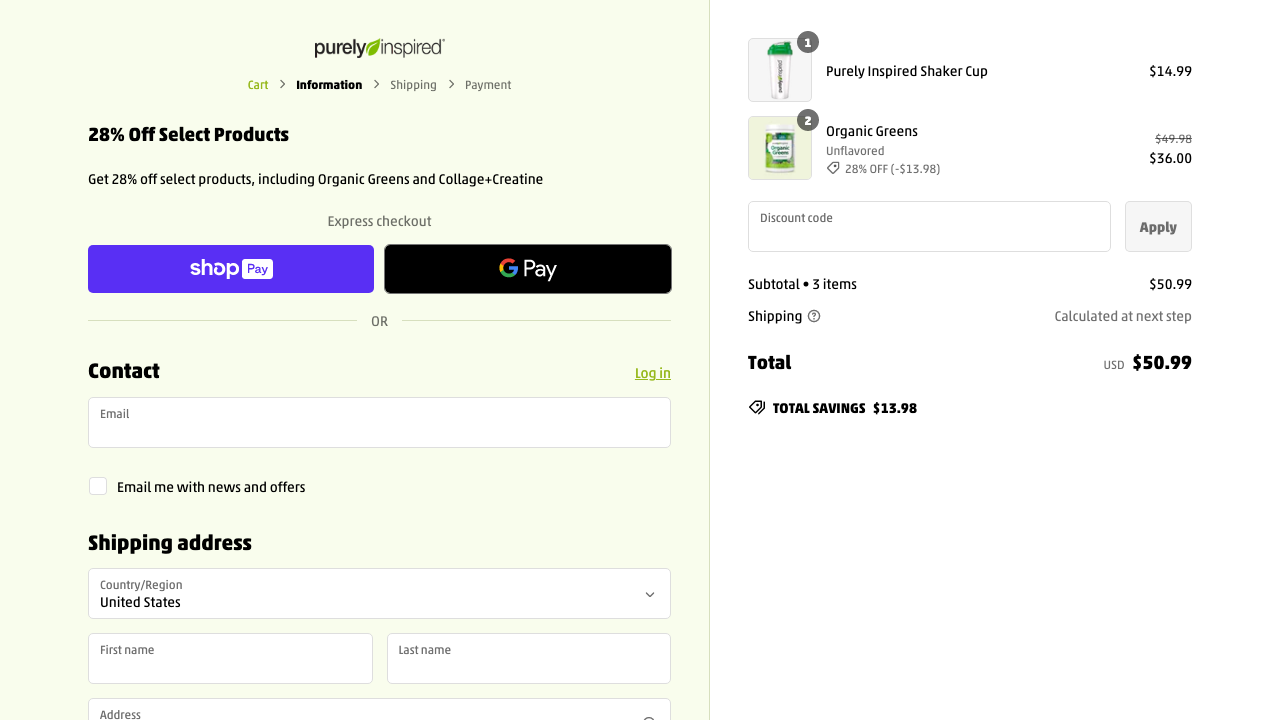 purely inspired
Cart > Information > Shipping > Payment
28% Off Select Products
Get 28% off select products, including Organic Greens and Collage+Creatine
Express checkout
shop Pay
G Pay
OR
Contact
Log in
Email
Email me with news and offers
Shipping address
Country/Region
United States
First name
Last name
Address
1
Purely Inspired Shaker Cup
$14.99
2
Organic Greens
Unflavored
28% OFF (-$13.98)
$49.98
$36.00
Discount code
Apply
Subtotal • 3 items
$50.99
Shipping
Calculated at next step
Total
USD $50.99
TOTAL SAVINGS $13.98